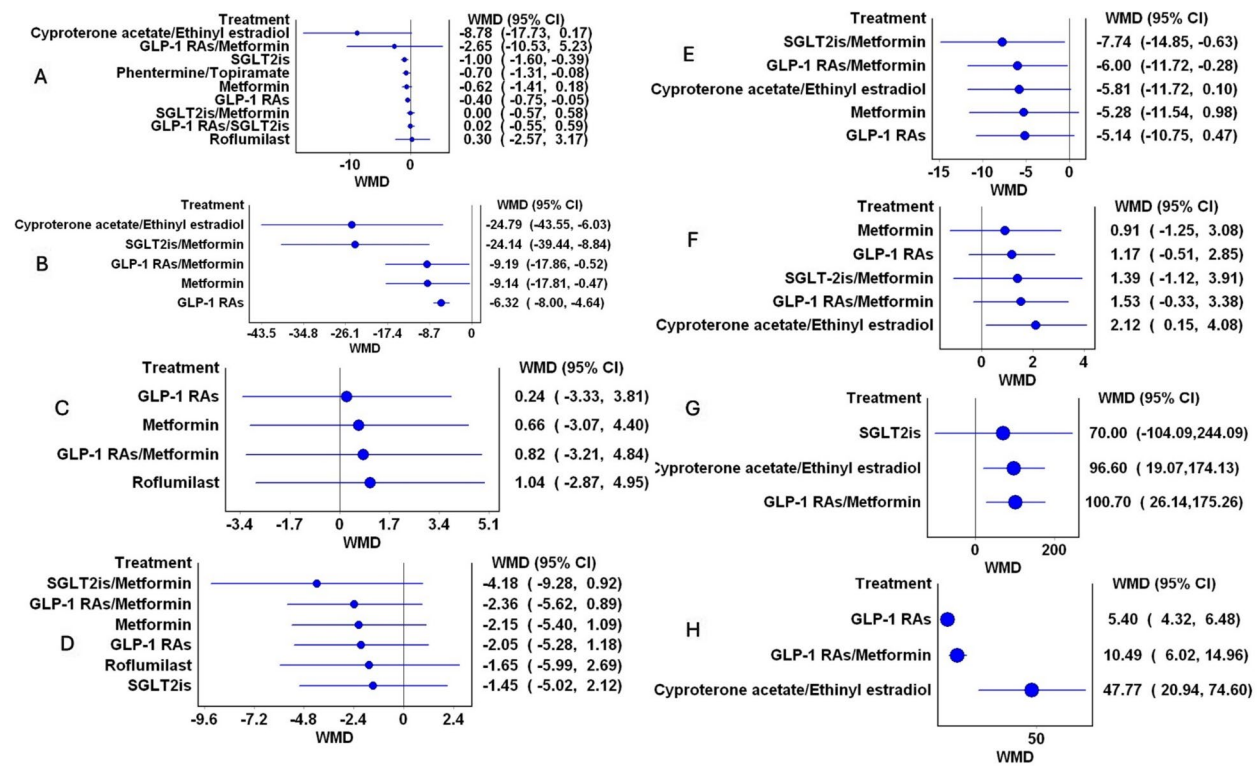 A
Treatment WMD (95% CI)
Cyproterone acetate/Ethinyl estradiol -8.78 (-17.73, 0.17)
GLP-1 RAs/Metformin -2.65 (-10.53, 5.23)
SGLT2is -1.00 ( -1.60, -0.39)
Phentermine/Topiramate -0.70 ( -1.31, -0.08)
Metformin -0.62 ( -1.41, 0.18)
GLP-1 RAs -0.40 ( -0.75, -0.05)
SGLT2is/Metformin 0.00 ( -0.57, 0.58)
GLP-1 RAs/SGLT2is 0.02 ( -0.55, 0.59)
Roflumilast 0.30 ( -2.57, 3.17)
-10 0
WMD
B
Treatment WMD (95% CI)
Cyproterone acetate/Ethinyl estradiol -24.79 (-43.55, -6.03)
SGLT2is/Metformin -24.14 (-39.44, -8.84)
GLP-1 RAs/Metformin -9.19 (-17.86, -0.52)
Metformin -9.14 (-17.81, -0.47)
GLP-1 RAs -6.32 ( -8.00, -4.64)
-43.5 -34.8 -26.1 -17.4 -8.7 0
WMD
C
Treatment WMD (95% CI)
GLP-1 RAs 0.24 ( -3.33, 3.81)
Metformin 0.66 ( -3.07, 4.40)
GLP-1 RAs/Metformin 0.82 ( -3.21, 4.84)
Roflumilast 1.04 ( -2.87, 4.95)
-3.4 -1.7 0 1.7 3.4 5.1
WMD
D
Treatment WMD (95% CI)
SGLT2is/Metformin -4.18 ( -9.28, 0.92)
GLP-1 RAs/Metformin -2.36 ( -5.62, 0.89)
Metformin -2.15 ( -5.40, 1.09)
GLP-1 RAs -2.05 ( -5.28, 1.18)
Roflumilast -1.65 ( -5.99, 2.69)
SGLT2is -1.45 ( -5.02, 2.12)
-9.6 -7.2 -4.8 -2.4 0 2.4
WMD
E
Treatment WMD (95% CI)
SGLT2is/Metformin -7.74 (-14.85, -0.63)
GLP-1 RAs/Metformin -6.00 (-11.72, -0.28)
Cyproterone acetate/Ethinyl estradiol -5.81 (-11.72, 0.10)
Metformin -5.28 (-11.54, 0.98)
GLP-1 RAs -5.14 (-10.75, 0.47)
-15 -10 -5 0
WMD
F
Treatment WMD (95% CI)
Metformin 0.91 ( -1.25, 3.08)
GLP-1 RAs 1.17 ( -0.51, 2.85)
SGLT-2is/Metformin 1.39 ( -1.12, 3.91)
GLP-1 RAs/Metformin 1.53 ( -0.33, 3.38)
Cyproterone acetate/Ethinyl estradiol 2.12 ( 0.15, 4.08)
0 2 4
WMD
G
Treatment WMD (95% CI)
SGLT2is 70.00 (-104.09,244.09)
Cyproterone acetate/Ethinyl estradiol 96.60 ( 19.07,174.13)
GLP-1 RAs/Metformin 100.70 ( 26.14,175.26)
0 200
WMD
H
Treatment WMD (95% CI)
GLP-1 RAs 5.40 ( 4.32, 6.48)
GLP-1 RAs/Metformin 10.49 ( 6.02, 14.96)
Cyproterone acetate/Ethinyl estradiol 47.77 ( 20.94, 74.60)
50
WMD